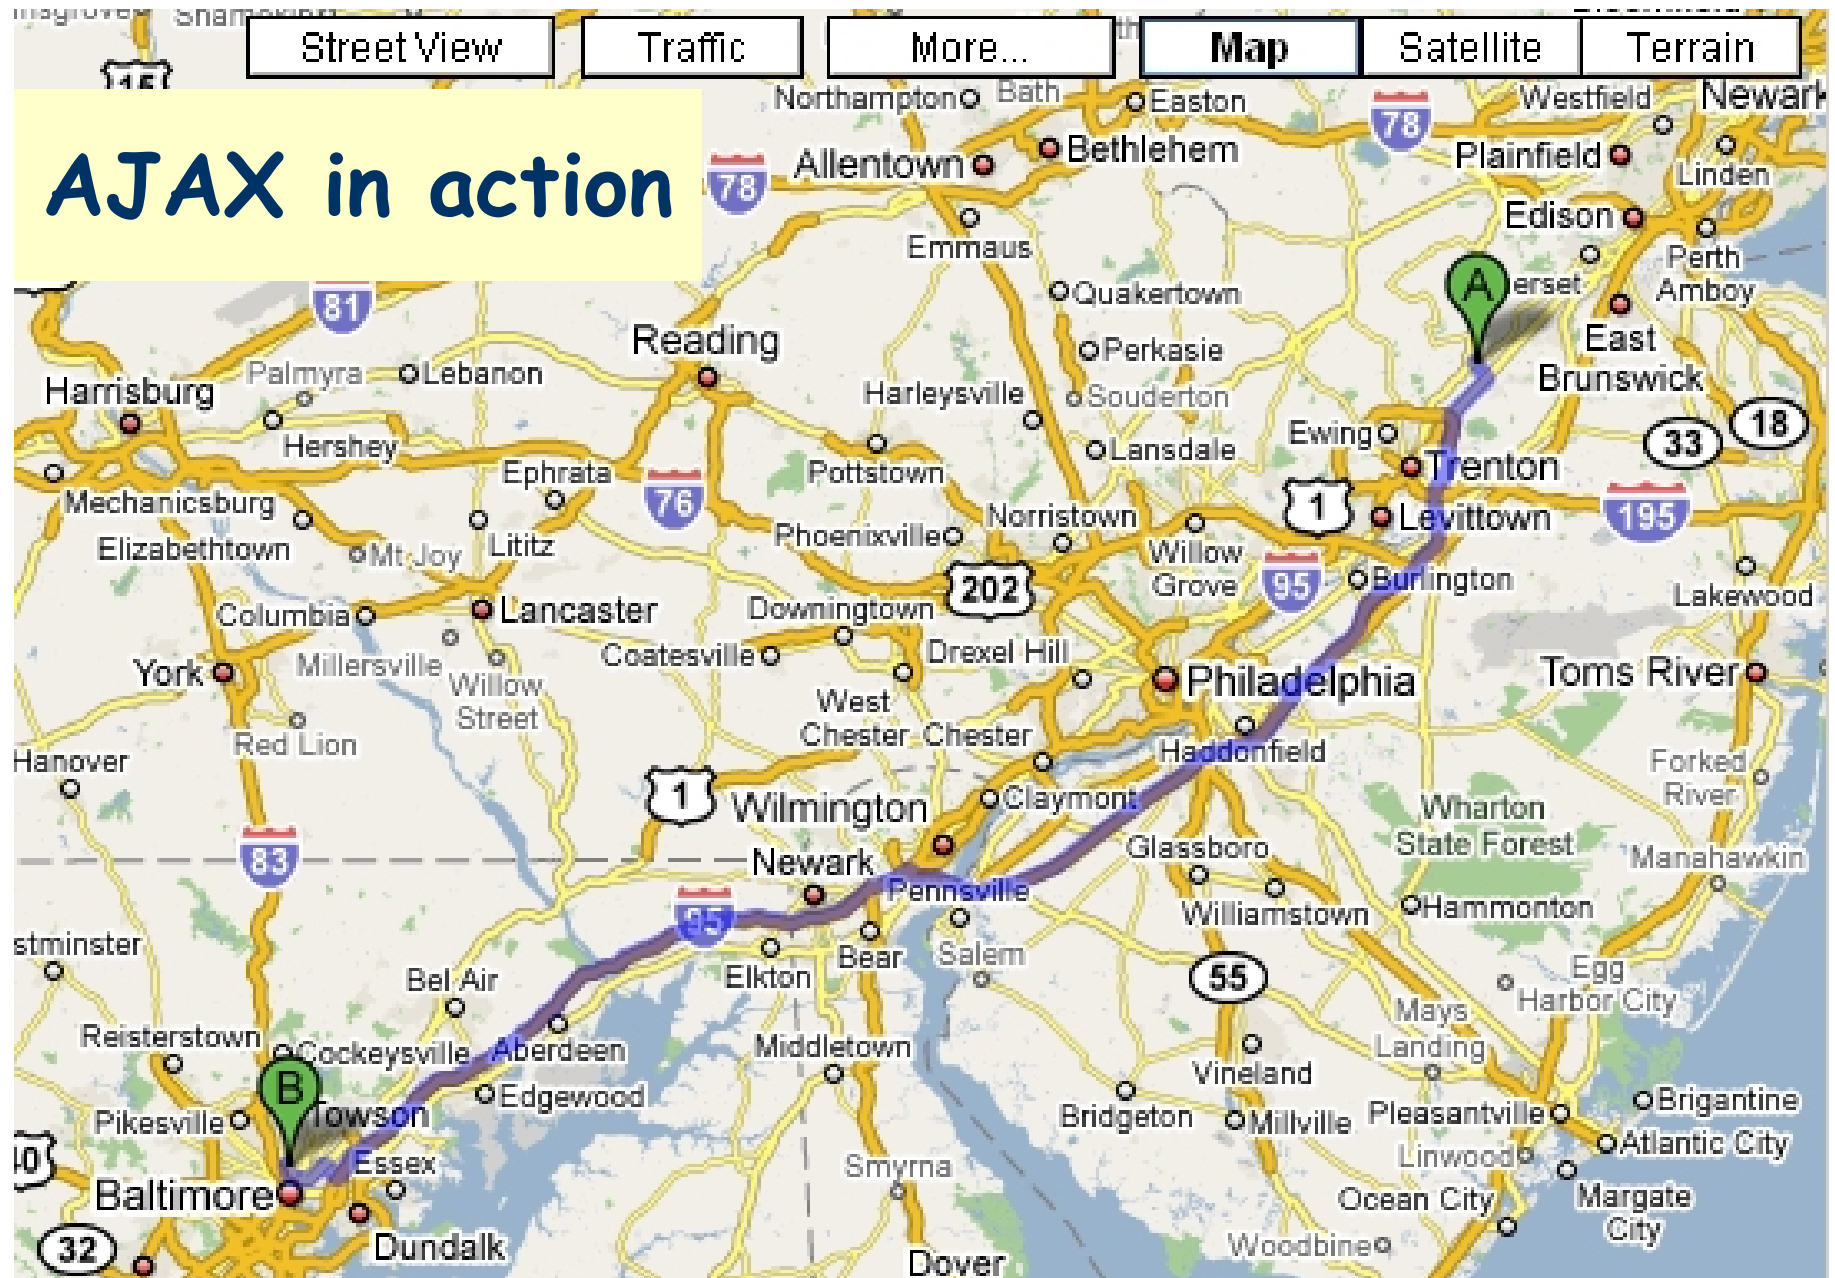 Street View
Traffic
More...
Map
Satellite
Terrain
AJAX in action
Northampton
Bath
Easton
Westfield
Newark
78
Allentown
Bethlehem
Plainfield
Linden
78
Edison
Emmaus
Perth
Amboy
A
erset
81
Quakertown
East
Brunswick
Reading
Perkasie
Harrisburg
Palmyra
Lebanon
Harleysville
Souderton
18
33
Hershey
Ewing
Lansdale
Trenton
Ephrata
Pottstown
Mechanicsburg
76
1
Levittown
195
Elizabethtown
Mt Joy
Lititz
Phoenixville
Norristown
Willow
Grove
95
Burlington
202
Lakewood
Columbia
Lancaster
Downingtown
Coatesville
Drexel Hill
York
Millersville
Willow
Street
Philadelphia
Toms River
West
Chester
Chester
Red Lion
Haddonfield
Hanover
Forked
River
1
Wilmington
Claymont
Wharton
State Forest
83
Newark
Glassboro
Manahawkin
Pennsville
95
Williamstown
Hammonton
stminster
Bear
Salem
Elkton
Bel Air
55
Egg
Harbor City
Mays
Landing
Reisterstown
Cockeysville
Aberdeen
Middletown
Vineland
B
Edgewood
Towson
Pikesville
Bridgeton
Millville
Pleasantville
Brigantine
Atlantic City
40
Essex
Smyrna
Linwood
Baltimore
Ocean City
Margate
City
32
Dundalk
Dover
Woodbine